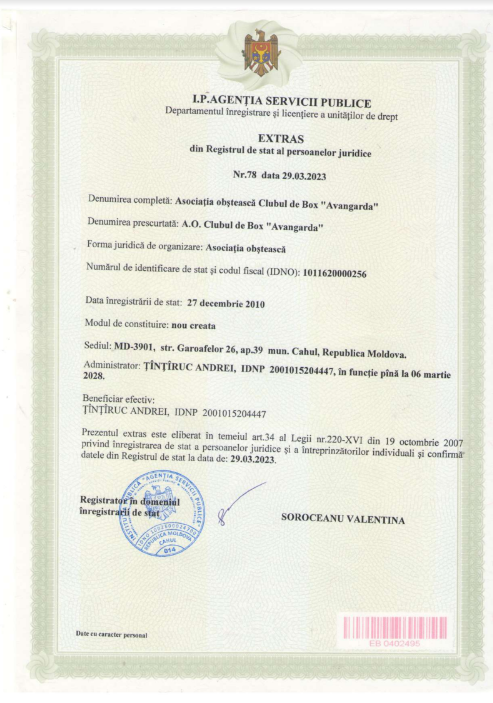 I.P.AGENȚIA SERVICII PUBLICE
Departamentul înregistrare și licențiere a unităților de drept
EXTRAS
din Registrul de stat al persoanelor juridice
Nr.78 data 29.03.2023
Denumirea completă: Asociația obștească Clubul de Box "Avangarda"
Denumirea prescurtată: A.O. Clubul de Box "Avangarda"
Forma juridică de organizare: Asociația obștească
Numărul de identificare de stat și codul fiscal (IDNO): 1011620000256
Data înregistrării de stat: 27 decembrie 2010
Modul de constituire: nou creata
Sediul: MD-3901, str. Garoafelor 26, ap.39 mun. Cahul, Republica Moldova.
Administrator: ȚÎNȚÎRUC ANDREI, IDNP 2001015204447, în funcție pînă la 06 martie
2028.
Beneficiar efectiv:
ȚÎNȚÎRUC ANDREI, IDNP 2001015204447
Prezentul extras este eliberat în temeiul art.34 al Legii nr.220-XVI din 19 octombrie 2007
privind înregistrarea de stat a persoanelor juridice și a întreprinzătorilor individuali și confirmă
datele din Registrul de stat la data de: 29.03.2023.
Registrator în domeniul
înregistrării de stat
SOROCEANU VALENTINA
"AGENȚIA SERVICII PUBLICE"
REPUBLICA MOLDOVA
CAHUL
014
Date cu caracter personal
EB 0402495